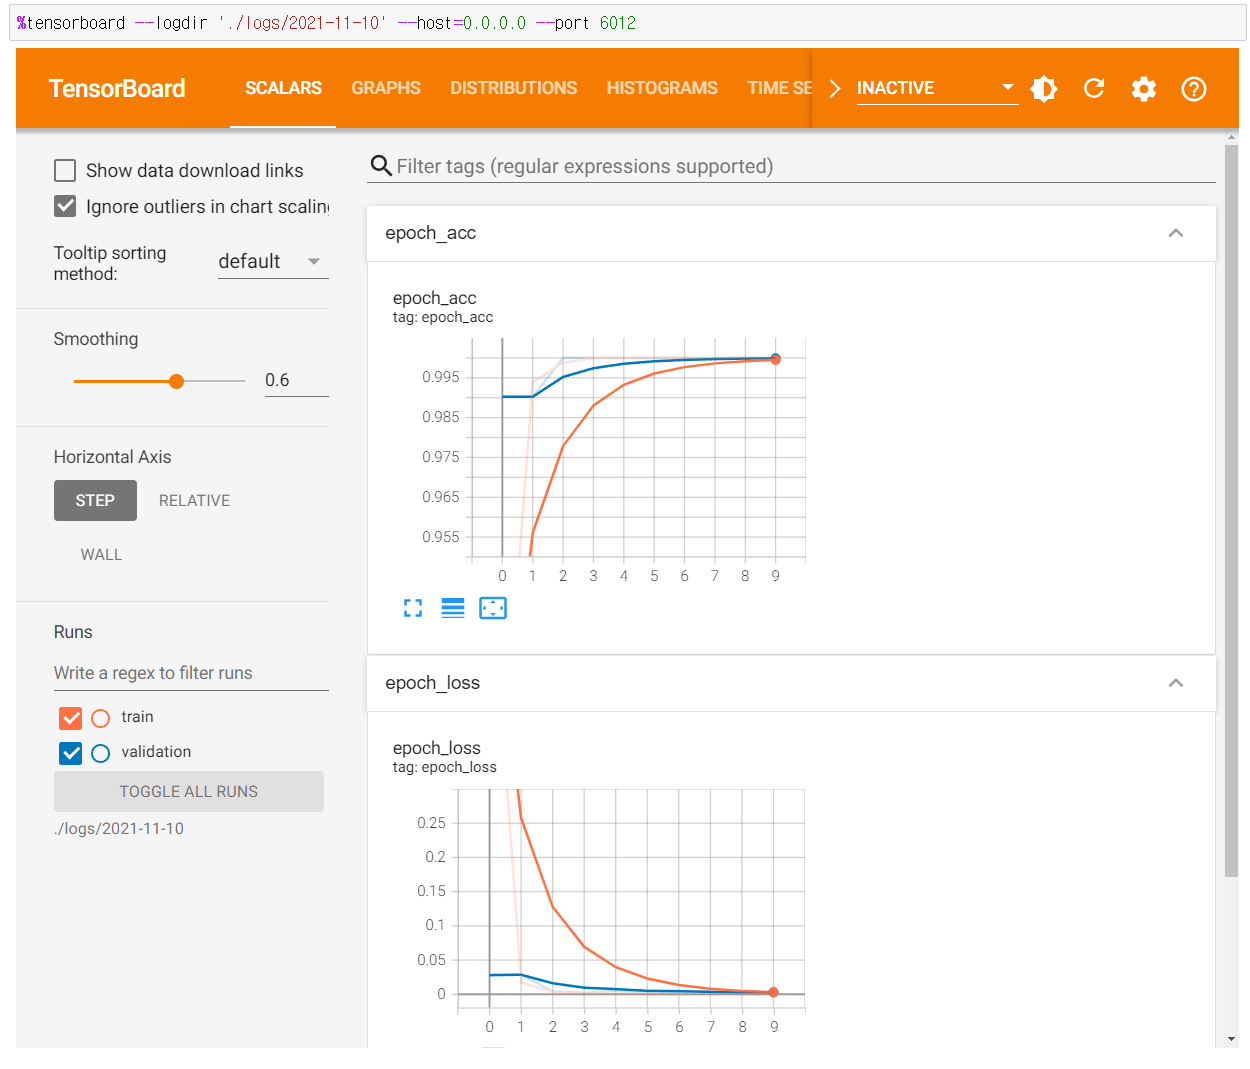 %tensorboard --logdir './logs/2021-11-10' --host=0.0.0.0 --port 6012
TensorBoard SCALARS GRAPHS DISTRIBUTIONS HISTOGRAMS TIME SE INACTIVE
Show data download links
Ignore outliers in chart scaling
Tooltip sorting
method:
default
Smoothing
0.6
Horizontal Axis
STEP RELATIVE
WALL
Runs
Write a regex to filter runs
train
validation
TOGGLE ALL RUNS
./logs/2021-11-10
Filter tags (regular expressions supported)
epoch_acc
epoch_acc
tag: epoch_acc
0.995
0.985
0.975
0.965
0.955
0 1 2 3 4 5 6 7 8 9
epoch_loss
epoch_loss
tag: epoch_loss
0.25
0.2
0.15
0.1
0.05
0
0 1 2 3 4 5 6 7 8 9